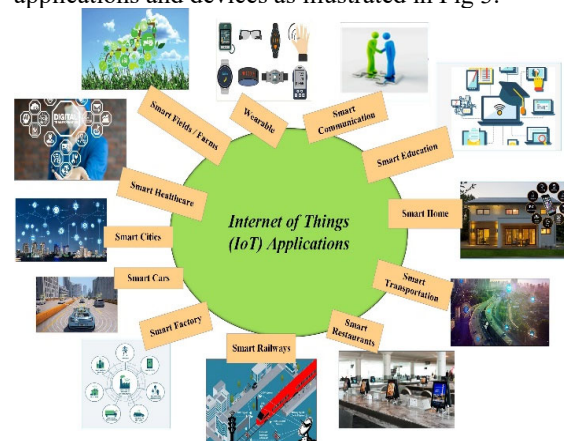 applications and devices as illustrated in Fig 3.
Wearable
Smart
Communication
Smart Fields / Farms
Smart Education
DIGITAL
Smart Healthcare
Smart Home
Internet of Things
(IoT) Applications
Smart Cities
Smart Cars
Smart
Transportation
Smart Factory
Smart
Restaurants
Smart Railways